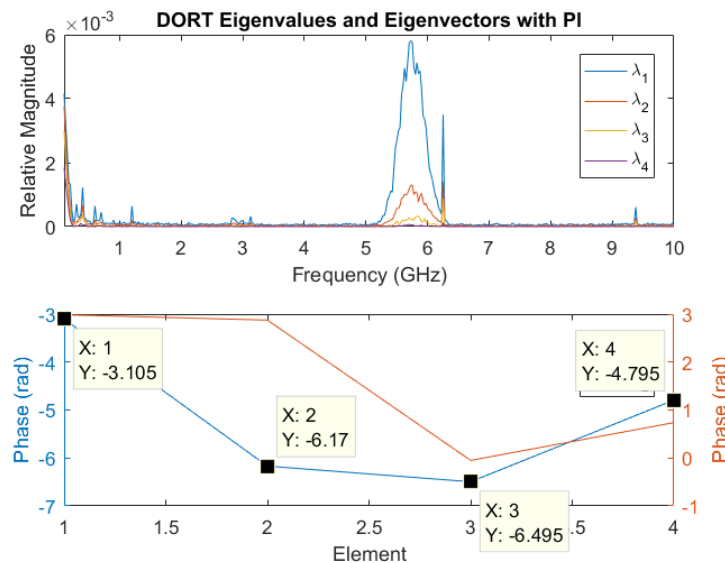 DORT Eigenvalues and Eigenvectors with PI
×10⁻³
6
4
2
0
Relative Magnitude
λ₁
λ₂
λ₃
λ₄
1 2 3 4 5 6 7 8 9 10
Frequency (GHz)
-3
-4
-5
-6
-7
Phase (rad)
X: 1
Y: -3.105
X: 2
Y: -6.17
X: 3
Y: -6.495
X: 4
Y: -4.795
3
2
1
0
-1
Phase (rad)
1 1.5 2 2.5 3 .5 4
Element